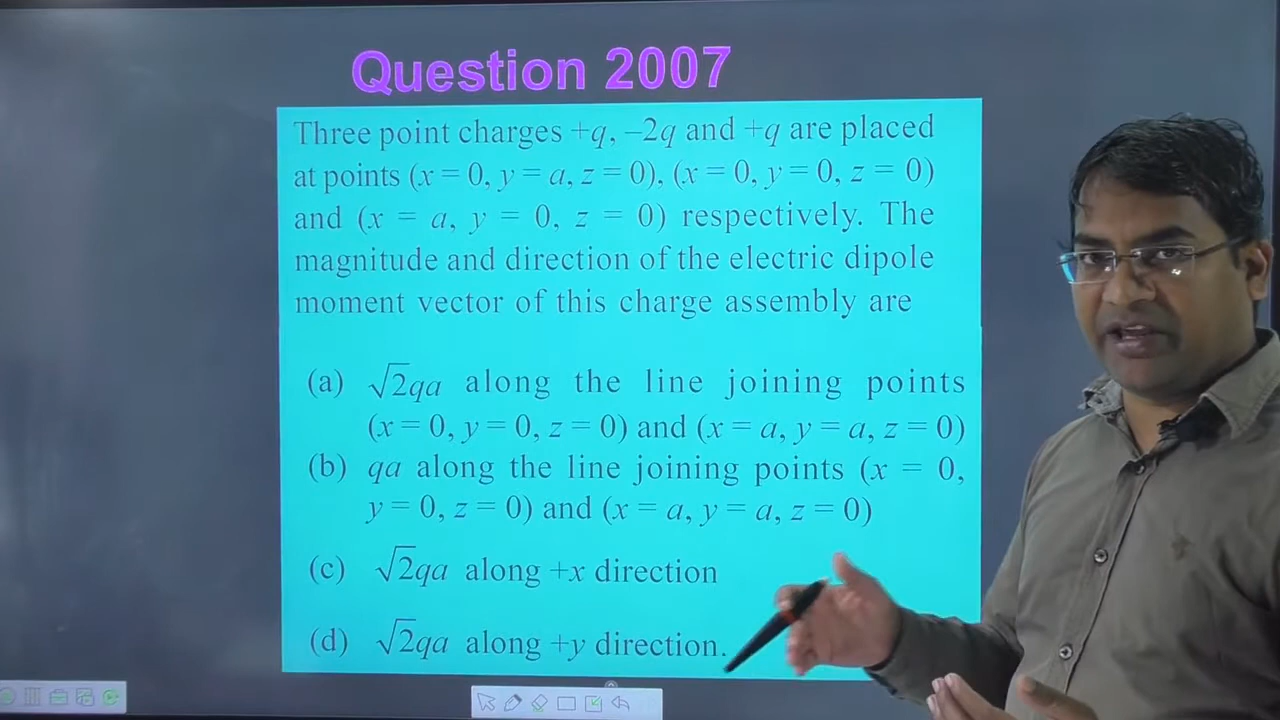 Question 2007
Three point charges +q, –2q and +q are placed
at points (x = 0, y = a, z = 0), (x = 0, y = 0, z = 0)
and (x = a, y = 0, z = 0) respectively. The
magnitude and direction of the electric dipole
moment vector of this charge assembly are
(a) √2qa along the line joining points
(x = 0, y = 0, z = 0) and (x = a, y = a, z = 0)
(b) qa along the line joining points (x = 0,
y = 0, z = 0) and (x = a, y = a, z = 0)
(c) √2qa along +x direction
(d) √2qa along +y direction.